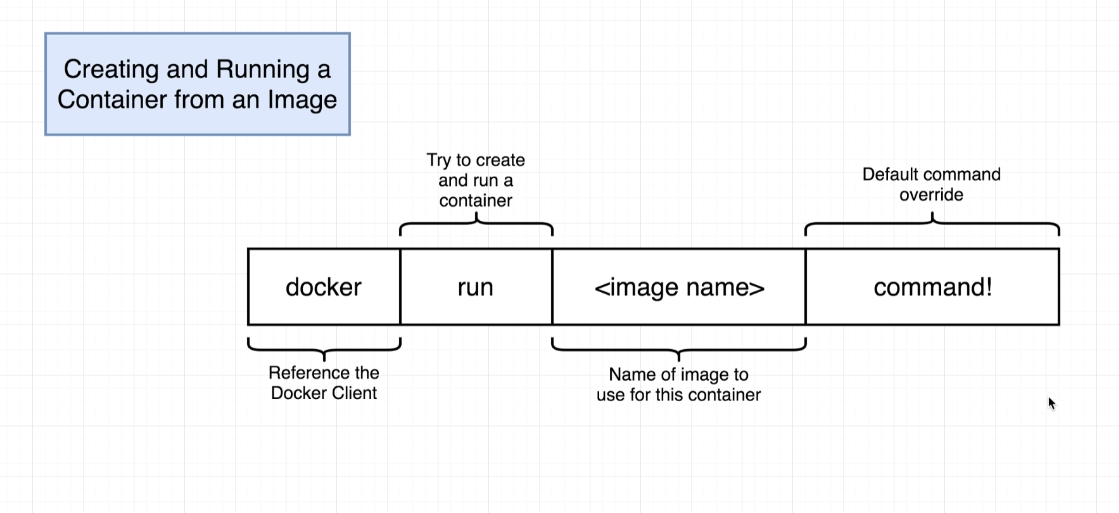 Creating and Running a
Container from an Image
Try to create
and run a
container
Default command
override
docker
run
<image name>
command!
Reference the
Docker Client
Name of image to
use for this container